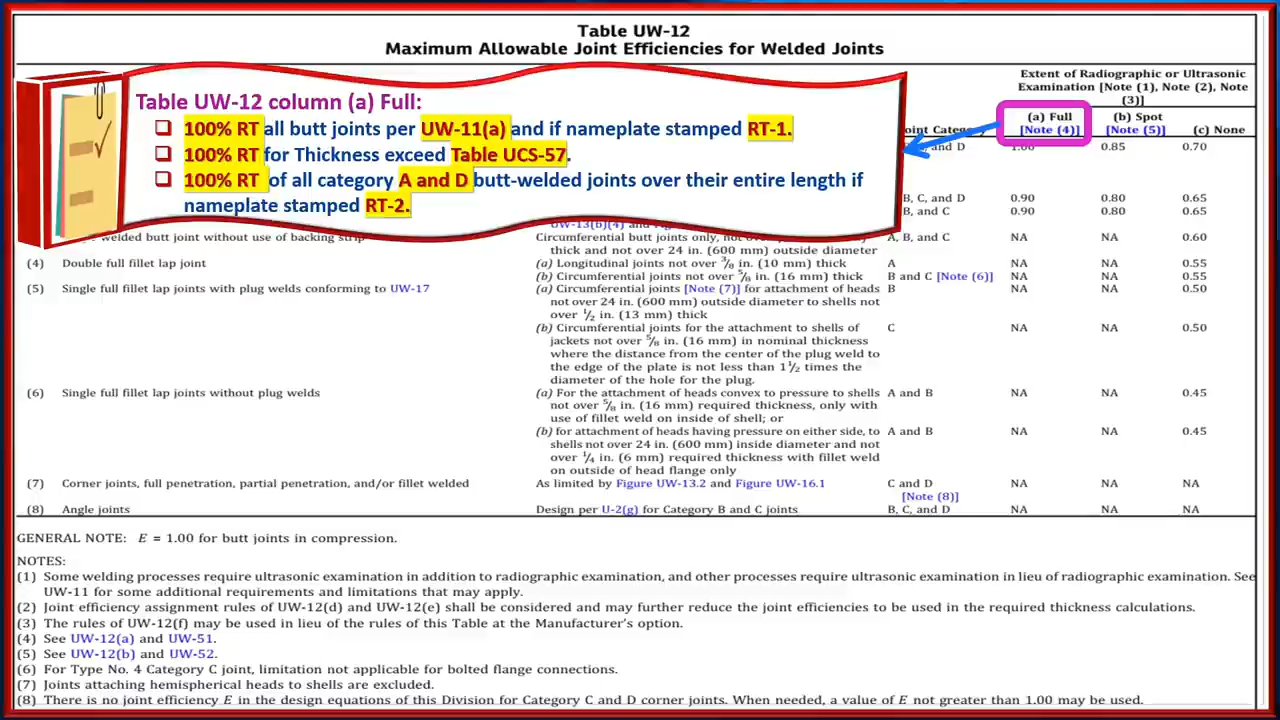 Table UW-12
Maximum Allowable Joint Efficiencies for Welded Joints
Extent of Radiographic or Ultrasonic
Examination [Note (1), Note (2), Note
(3)]
Joint Category
(a) Full
[Note (4)]
(b) Spot
[Note (5)]
(c) None
Table UW-12 column (a) Full:
❑ 100% RT all butt joints per UW-11(a) and if nameplate stamped RT-1.
❑ 100% RT for Thickness exceed Table UCS-57.
❑ 100% RT of all category A and D butt-welded joints over their entire length if
nameplate stamped RT-2.
and D 1.00 0.85 0.70
B, C, and D 0.90 0.80 0.65
B, and C 0.90 0.80 0.65
UW-13(b)(4) and
welded butt joint without use of backing strip Circumferential butt joints only, not A, B, and C NA NA 0.60
thick and not over 24 in. (600 mm) outside diameter
(4) Double full fillet lap joint (a) Longitudinal joints not over 3/8 in. (10 mm) thick A NA NA 0.55
(b) Circumferential joints not over 5/8 in. (16 mm) thick B and C [Note (6)] NA NA 0.55
(5) Single full fillet lap joints with plug welds conforming to UW-17 (a) Circumferential joints [Note (7)] for attachment of heads B NA NA 0.50
not over 24 in. (600 mm) outside diameter to shells not
over 1/2 in. (13 mm) thick
(b) Circumferential joints for the attachment to shells of C NA NA 0.50
jackets not over 5/8 in. (16 mm) in nominal thickness
where the distance from the center of the plug weld to
the edge of the plate is not less than 1 1/2 times the
diameter of the hole for the plug.
(6) Single full fillet lap joints without plug welds (a) For the attachment of heads convex to pressure to shells A and B NA NA 0.45
not over 5/8 in. (16 mm) required thickness, only with
use of fillet weld on inside of shell; or
(b) for attachment of heads having pressure on either side, to A and B NA NA 0.45
shells not over 24 in. (600 mm) inside diameter and not
over 1/4 in. (6 mm) required thickness with fillet weld
on outside of head flange only
(7) Corner joints, full penetration, partial penetration, and/or fillet welded As limited by Figure UW-13.2 and Figure UW-16.1 C and D NA NA NA
[Note (8)]
(8) Angle joints Design per U-2(g) for Category B and C joints B, C, and D NA NA NA
GENERAL NOTE: E = 1.00 for butt joints in compression.
NOTES:
(1) Some welding processes require ultrasonic examination in addition to radiographic examination, and other processes require ultrasonic examination in lieu of radiographic examination. See
UW-11 for some additional requirements and limitations that may apply.
(2) Joint efficiency assignment rules of UW-12(d) and UW-12(e) shall be considered and may further reduce the joint efficiencies to be used in the required thickness calculations.
(3) The rules of UW-12(f) may be used in lieu of the rules of this Table at the Manufacturer's option.
(4) See UW-12(a) and UW-51.
(5) See UW-12(b) and UW-52.
(6) For Type No. 4 Category C joint, limitation not applicable for bolted flange connections.
(7) Joints attaching hemispherical heads to shells are excluded.
(8) There is no joint efficiency E in the design equations of this Division for Category C and D corner joints. When needed, a value of E not greater than 1.00 may be used.